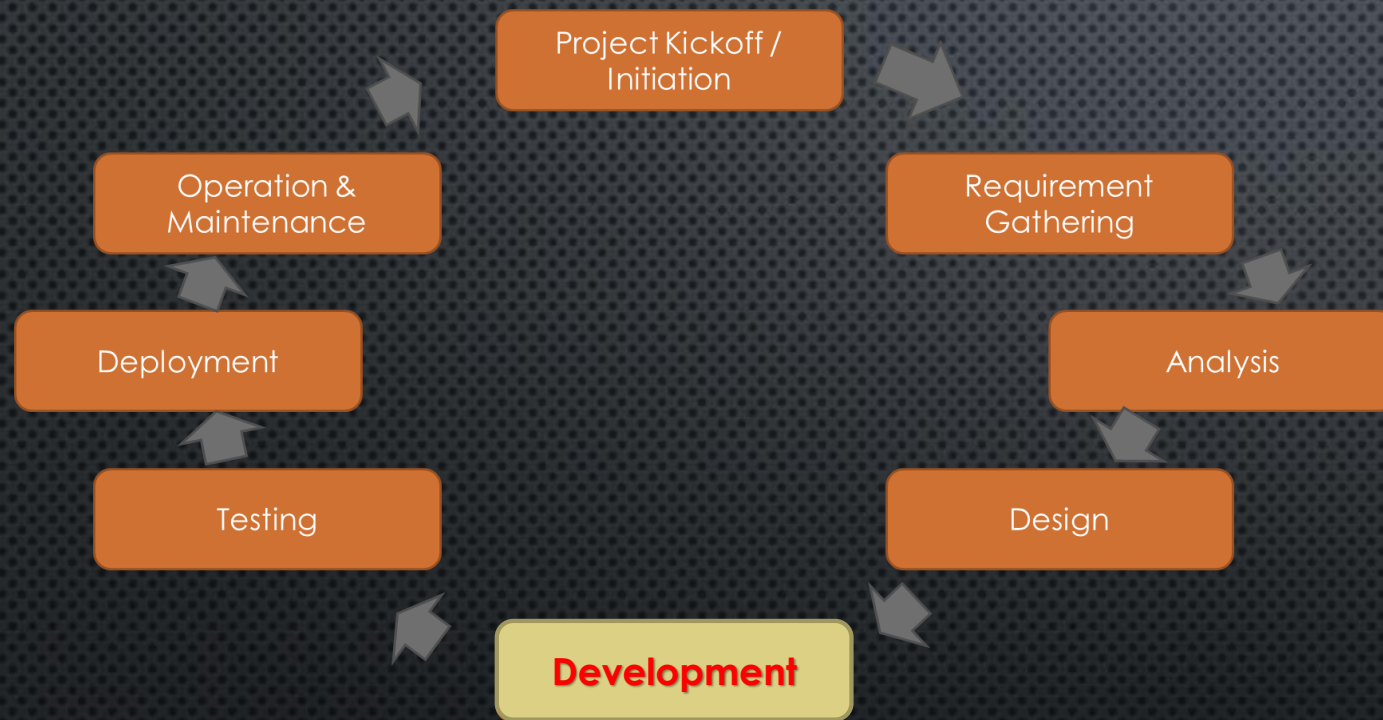 Project Kickoff /
Initiation
Requirement
Gathering
Analysis
Design
Development
Testing
Deployment
Operation &
Maintenance